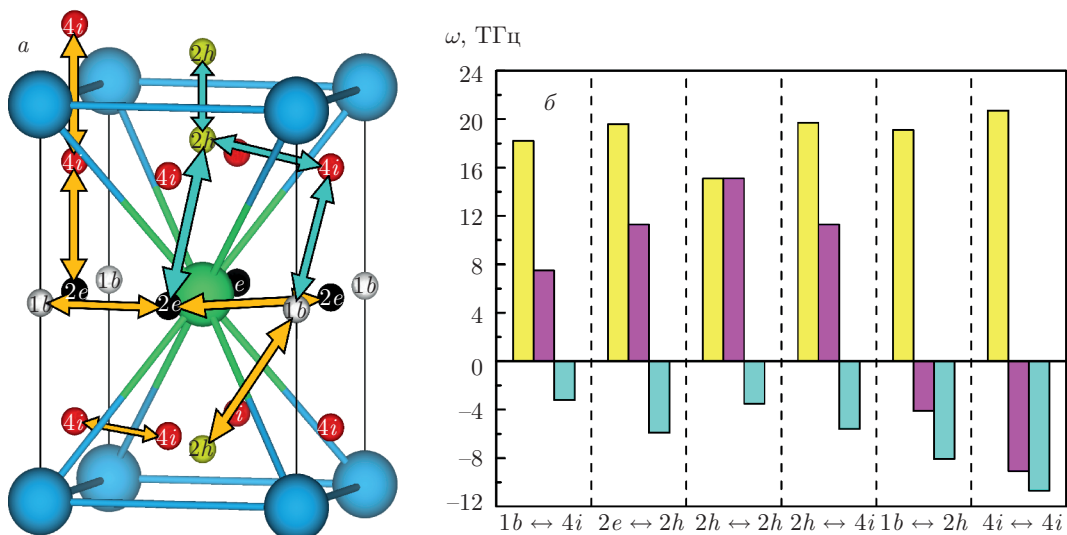 а
4i
2h
2h
4i
4i
4i
1b
2e
1b
2e
e
2e
1b
1b
4i
4i
2h
i
4i
ω, ТГц
б
24
20
16
12
8
4
0
−4
−8
−12
1b ↔ 4i
2e ↔ 2h
2h ↔ 2h
2h ↔ 4i
1b ↔ 2h
4i ↔ 4i